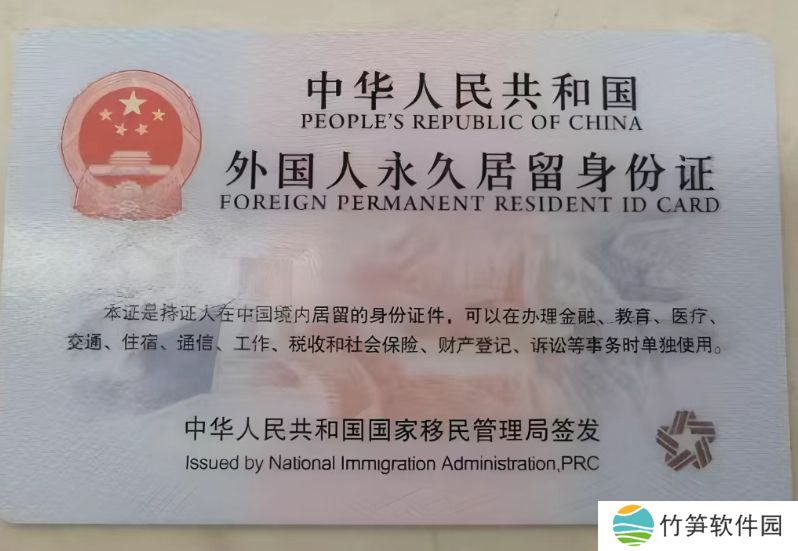 中华人民共和国
PEOPLE'S REPUBLIC OF CHINA
外国人永久居留身份证
FOREIGN PERMANENT RESIDENT ID CARD
本证是持证人在中国境内居留的身份证件，可以在办理金融、教育、医疗、
交通、住宿、通信、工作、税收和社会保险、财产登记、诉讼等事务时单独使用。
中华人民共和国国家移民管理局签发
Issued by National Immigration Administration,PRC
竹笋软件园